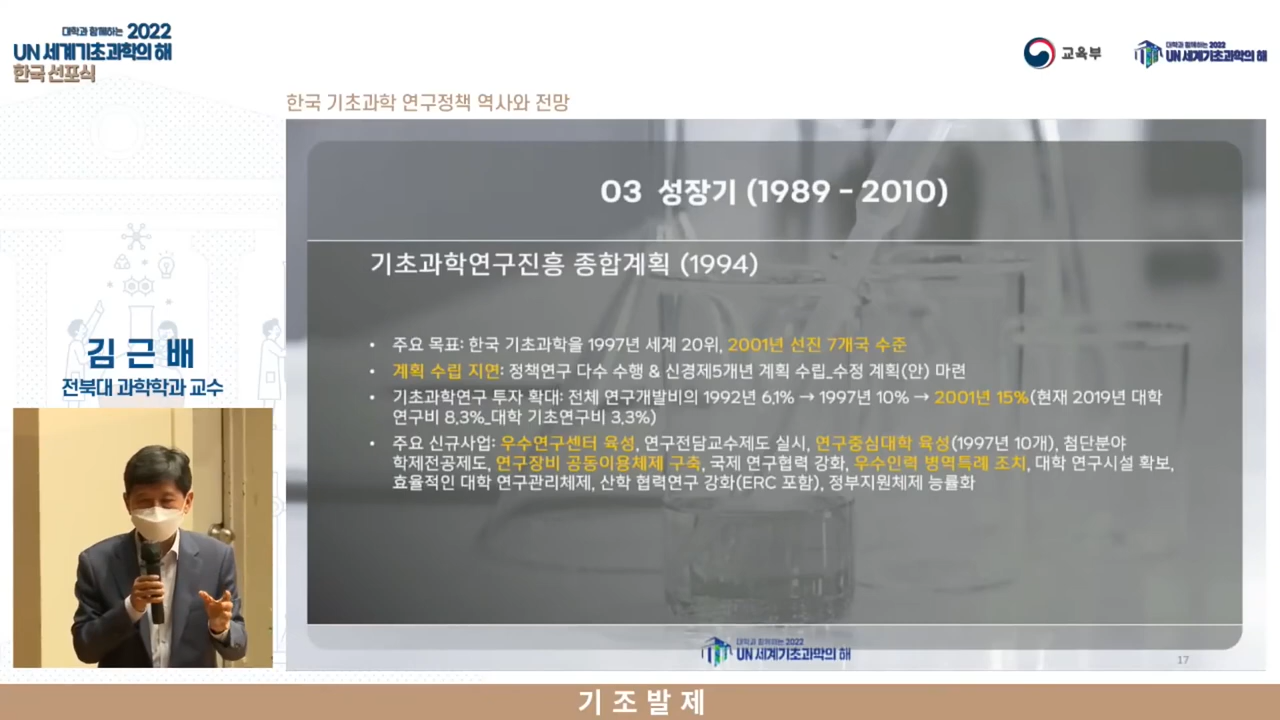 대학과 함께하는 2022
UN 세계기초과학의 해
한국 선포식
교육부
대학과 함께하는 2022
UN 세계기초과학의 해
한국 기초과학 연구정책 역사와 전망
03 성장기 (1989 - 2010)
기초과학연구진흥 종합계획 (1994)
• 주요 목표: 한국 기초과학을 1997년 세계 20위, 2001년 선진 7개국 수준
• 계획 수립 지연: 정책연구 다수 수행 & 신경제5개년 계획 수립_수정 계획(안) 마련
• 기초과학연구 투자 확대: 전체 연구개발비의 1992년 6.1% → 1997년 10% → 2001년 15%(현재 2019년 대학
연구비 8.3%_대학 기초연구비 3.3%)
• 주요 신규사업: 우수연구센터 육성, 연구전담교수제도 실시, 연구중심대학 육성(1997년 10개), 첨단분야
학제전공제도, 연구장비 공동이용체제 구축, 국제 연구협력 강화, 우수인력 병역특례 조치, 대학 연구시설 확보,
효율적인 대학 연구관리체제, 산학 협력연구 강화(ERC 포함), 정부지원체제 능률화
김 근 배
전북대 과학학과 교수
대학과 함께하는 2022
UN 세계기초과학의 해
17
기 조 발 제